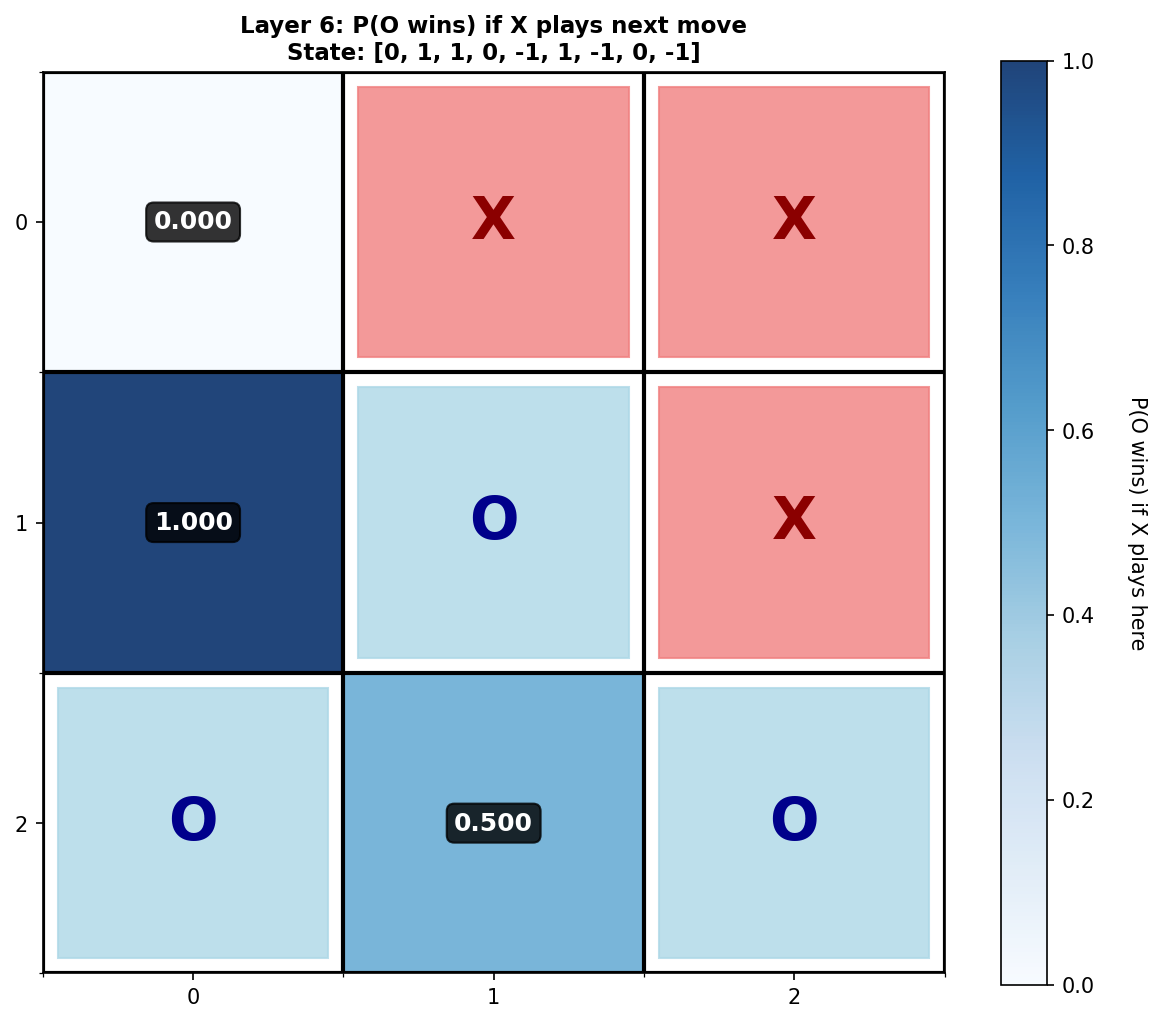 Layer 6: P(O wins) if X plays next move
State: [0, 1, 1, 0, -1, 1, -1, 0, -1]
0
0.000
X
X
1
1.000
O
X
2
O
0.500
O
0
1
2
1.0
0.8
0.6
0.4
0.2
0.0
P(O wins) if X plays here